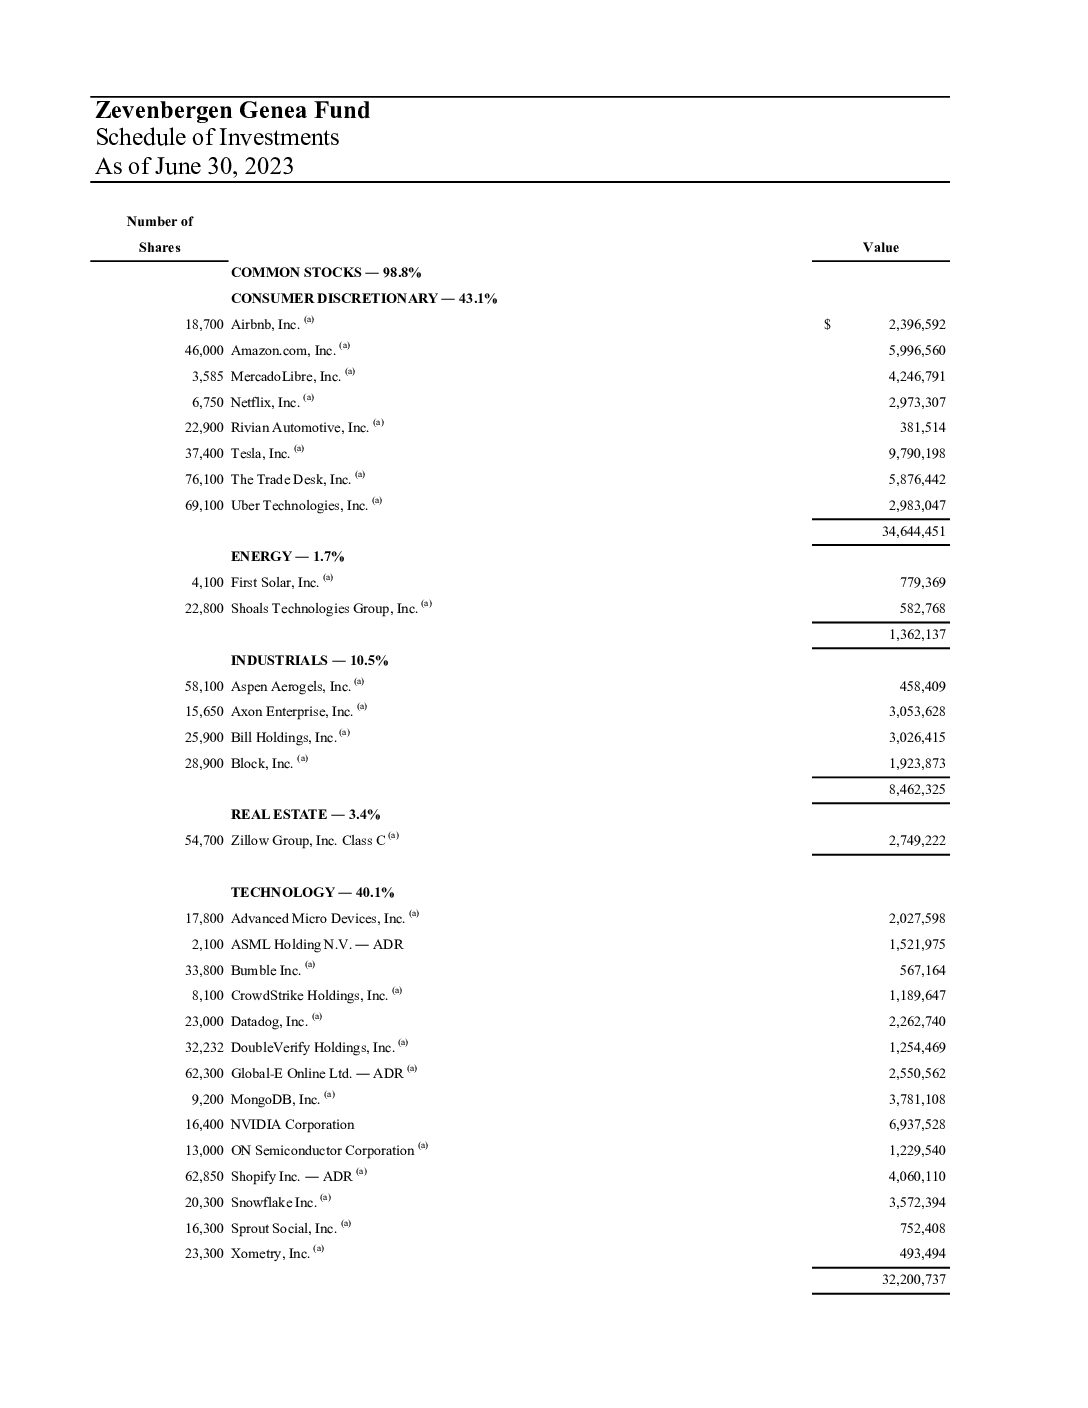 Zevenbergen Genea Fund
Schedule of Investments
As of June 30, 2023
Number of
Shares Value
COMMON STOCKS — 98.8%
CONSUMER DISCRETIONARY — 43.1%
18,700 Airbnb, Inc. (a) $ 2,396,592
46,000 Amazon.com, Inc. (a) 5,996,560
3,585 MercadoLibre, Inc. (a) 4,246,791
6,750 Netflix, Inc. (a) 2,973,307
22,900 Rivian Automotive, Inc. (a) 381,514
37,400 Tesla, Inc. (a) 9,790,198
76,100 The Trade Desk, Inc. (a) 5,876,442
69,100 Uber Technologies, Inc. (a) 2,983,047
34,644,451
ENERGY — 1.7%
4,100 First Solar, Inc. (a) 779,369
22,800 Shoals Technologies Group, Inc. (a) 582,768
1,362,137
INDUSTRIALS — 10.5%
58,100 Aspen Aerogels, Inc. (a) 458,409
15,650 Axon Enterprise, Inc. (a) 3,053,628
25,900 Bill Holdings, Inc. (a) 3,026,415
28,900 Block, Inc. (a) 1,923,873
8,462,325
REAL ESTATE — 3.4%
54,700 Zillow Group, Inc. Class C (a) 2,749,222
TECHNOLOGY — 40.1%
17,800 Advanced Micro Devices, Inc. (a) 2,027,598
2,100 ASML Holding N.V. — ADR 1,521,975
33,800 Bumble Inc. (a) 567,164
8,100 CrowdStrike Holdings, Inc. (a) 1,189,647
23,000 Datadog, Inc. (a) 2,262,740
32,232 DoubleVerify Holdings, Inc. (a) 1,254,469
62,300 Global-E Online Ltd. — ADR (a) 2,550,562
9,200 MongoDB, Inc. (a) 3,781,108
16,400 NVIDIA Corporation 6,937,528
13,000 ON Semiconductor Corporation (a) 1,229,540
62,850 Shopify Inc. — ADR (a) 4,060,110
20,300 Snowflake Inc. (a) 3,572,394
16,300 Sprout Social, Inc. (a) 752,408
23,300 Xometry, Inc. (a) 493,494
32,200,737